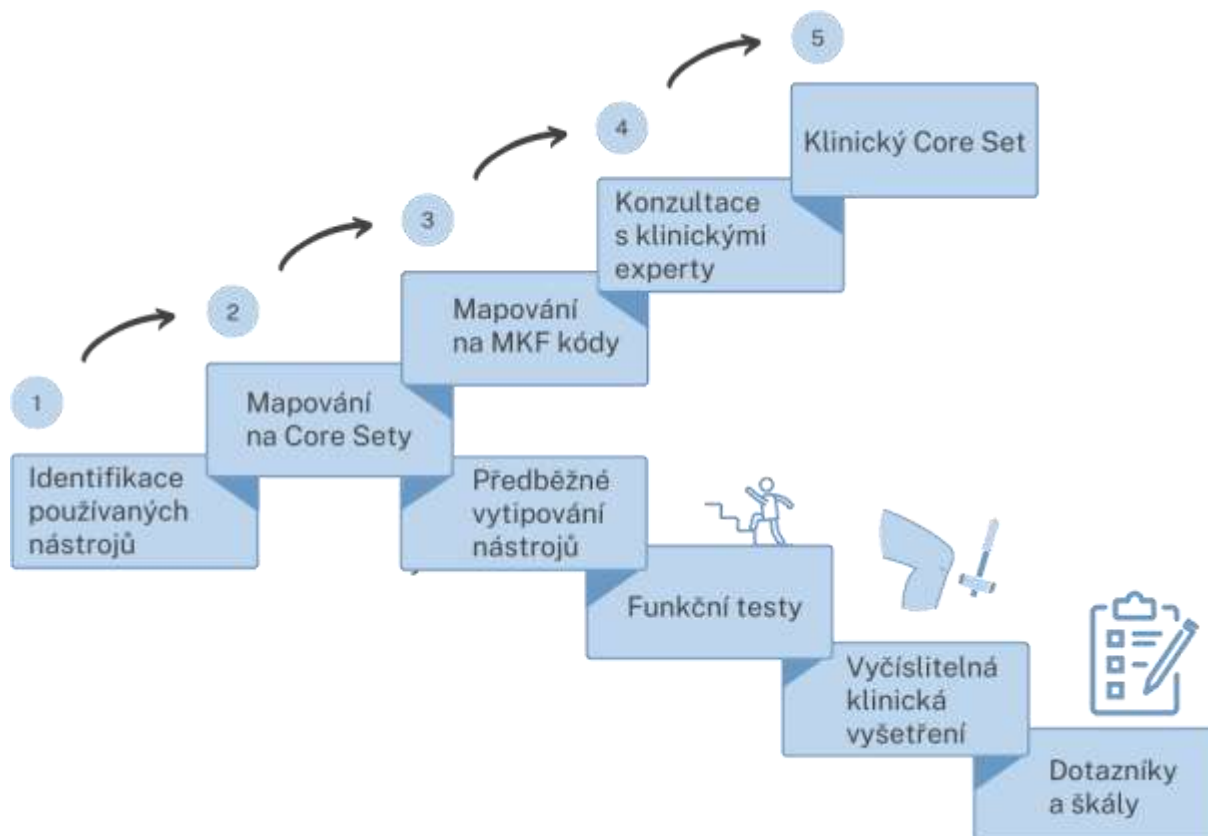 1
Identifikace
používaných
nástrojů
2
Mapování
na Core Sety
3
Mapování
na MKF kódy
4
Konzultace
s klinickými
experty
5
Klinický Core Set
Předběžné
vytipování
nástrojů
Funkční testy
Vyčíslitelná
klinická
vyšetření
Dotazníky
a škály